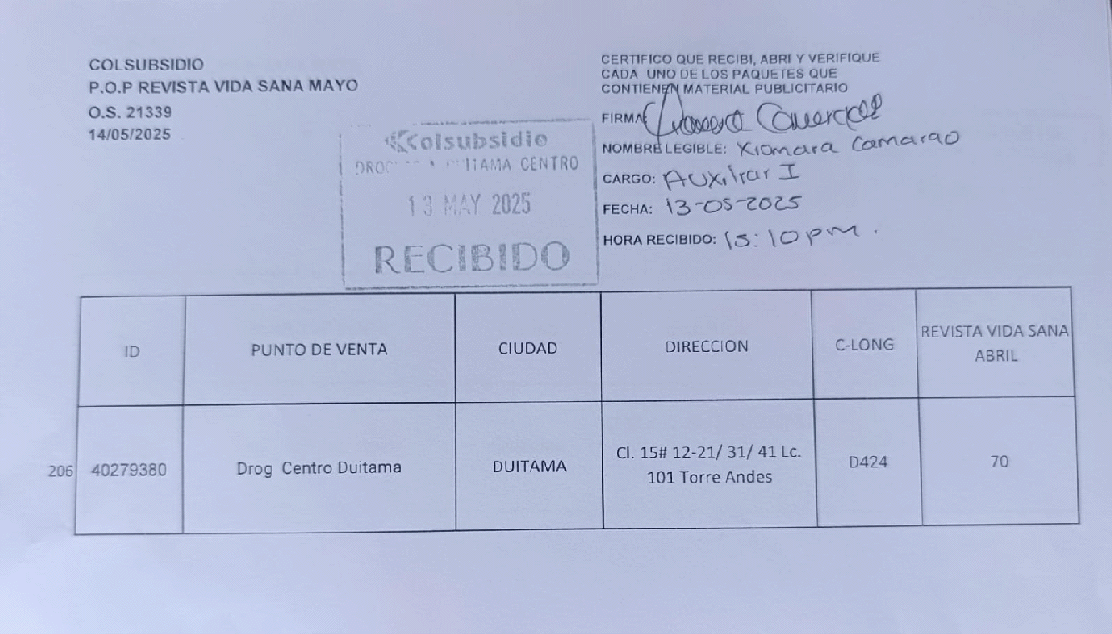 COLSUBSIDIO
P.O.P REVISTA VIDA SANA MAYO
O.S. 21339
14/05/2025
Colsubsidio
CENTRO
13 MAY 2025
RECIBIDO
CERTIFICO QUE RECIBI, ABRI Y VERIFIQUE
CADA UNO DE LOS PAQUETES QUE
CONTIENEN MATERIAL PUBLICITARIO
FIRMA
NOMBRE LEGIBLE: Xiomara Camargo
CARGO: Auxiliar I
FECHA: 13-05-2025
HORA RECIBIDO: 15:10 pm.
ID PUNTO DE VENTA CIUDAD DIRECCION C-LONG REVISTA VIDA SANA
ABRIL
206 40279380 Drog Centro Duitama DUITAMA Cl. 15# 12-21/ 31/ 41 Lc. D424 70
101 Torre Andes